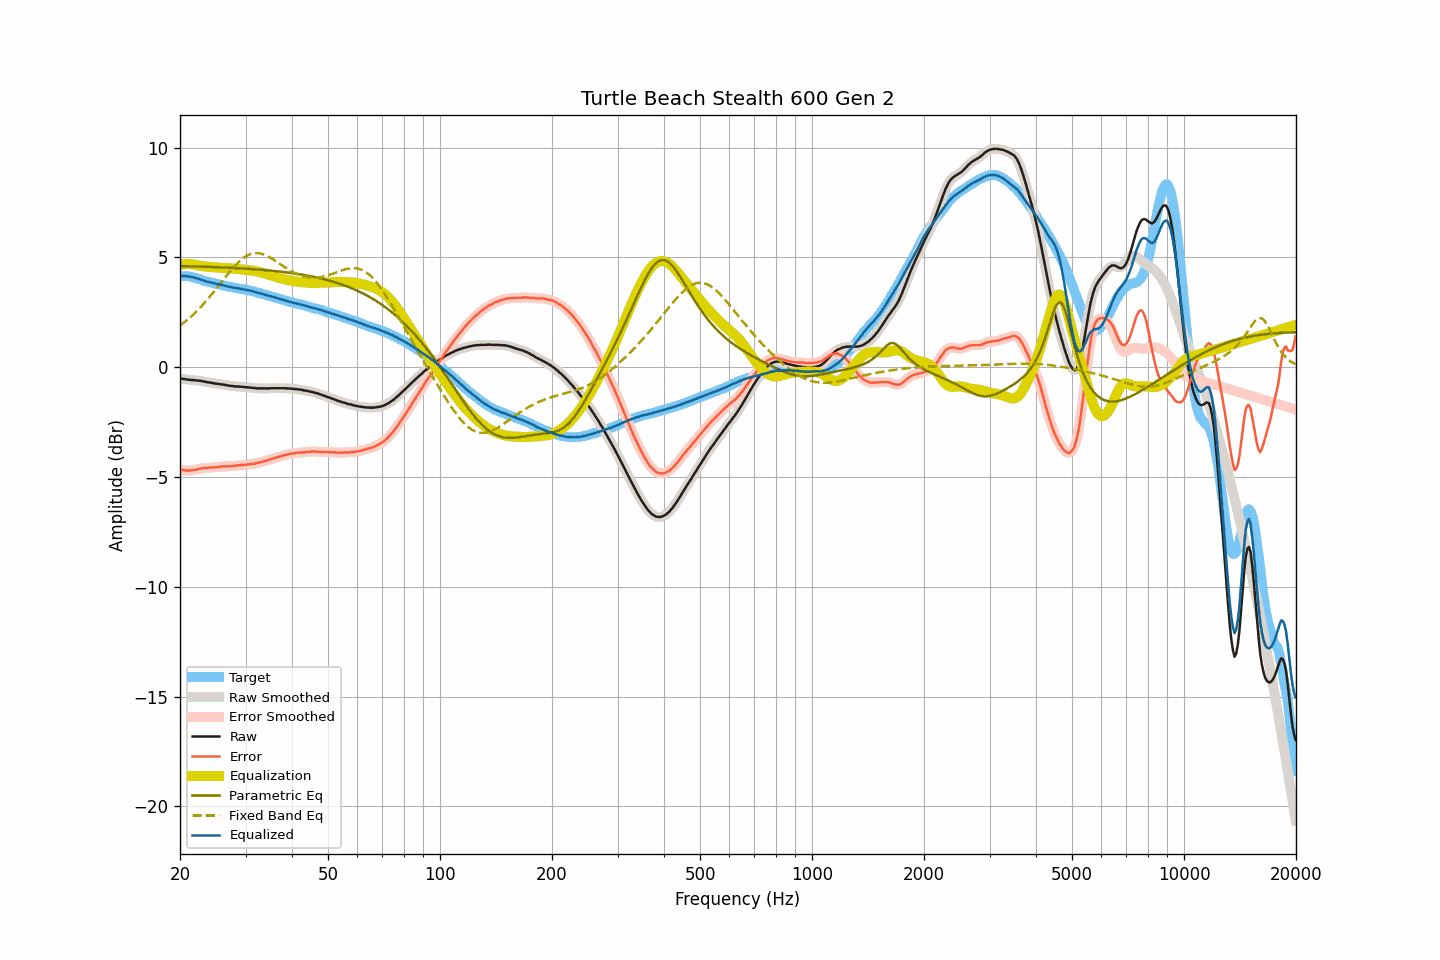 Turtle Beach Stealth 600 Gen 2
10
5
0
−5
−10
−15
−20
Amplitude (dBr)
Target
Raw Smoothed
Error Smoothed
Raw
Error
Equalization
Parametric Eq
Fixed Band Eq
Equalized
20 50 100 200 500 1000 2000 5000 10000 20000
Frequency (Hz)